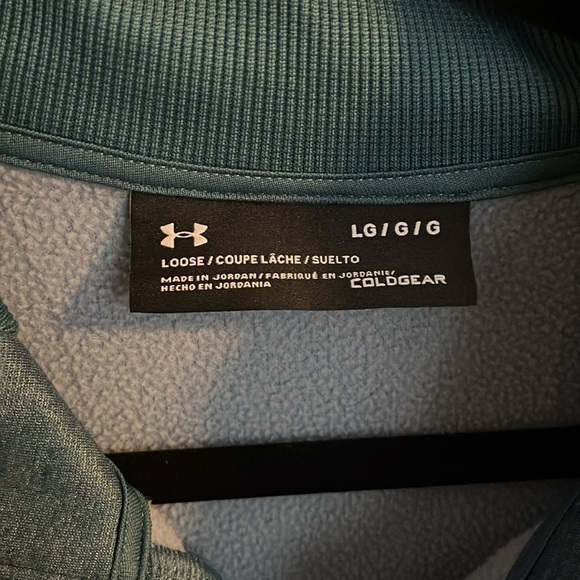 LG / G / G
LOOSE / COUPE LÂCHE / SUELTO
MADE IN JORDAN / FABRIQUÉ EN JORDANIE /
HECHO EN JORDANIA
COLDGEAR